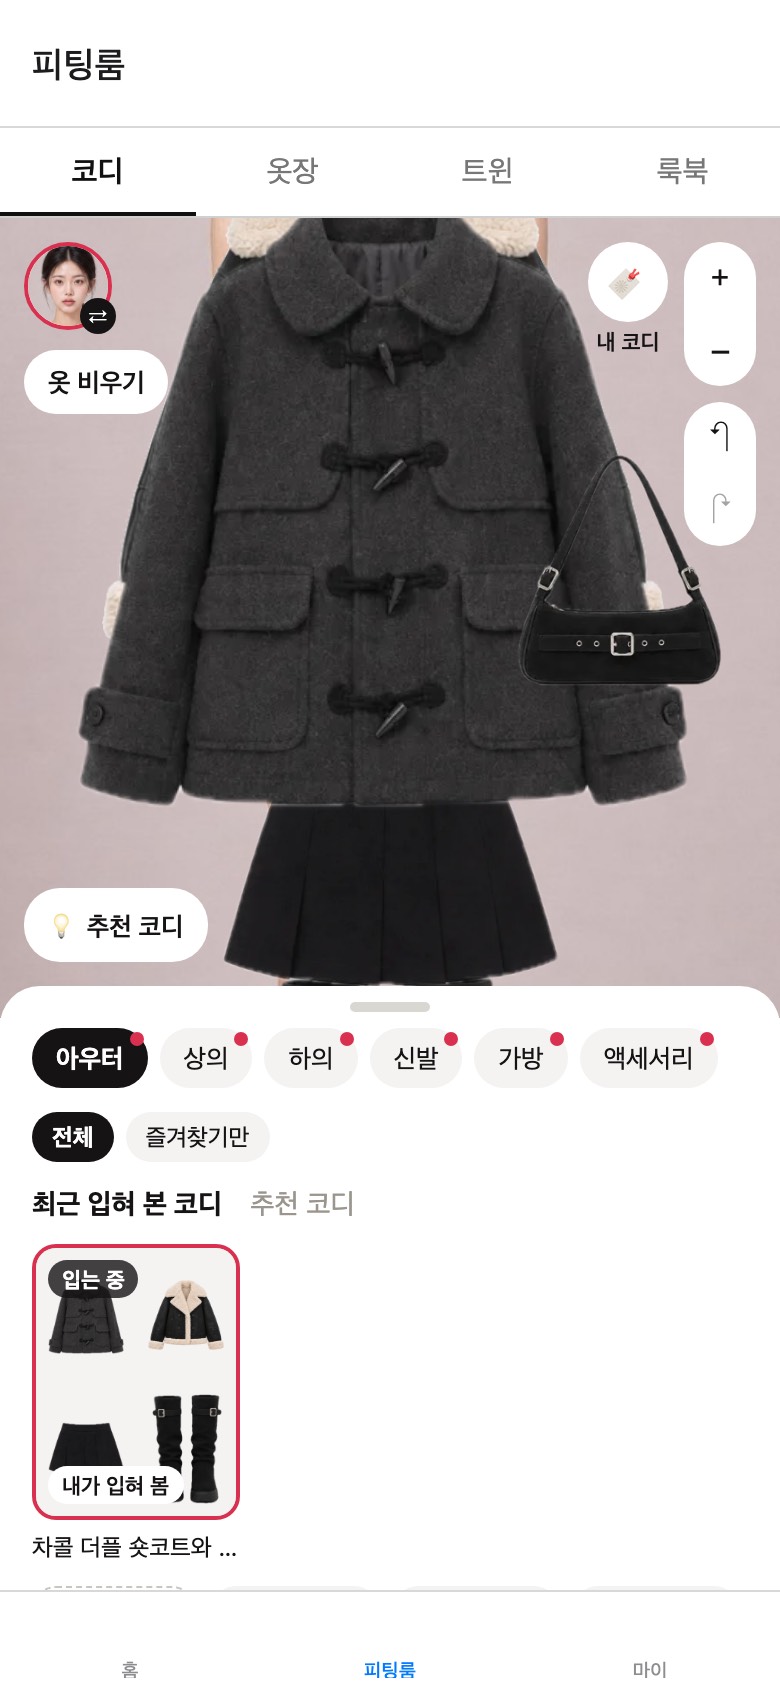 피팅룸
코디 옷장 트윈 룩북
내 코디
옷 비우기
💡 추천 코디
아우터 상의 하의 신발 가방 액세서리
전체 즐겨찾기만
최근 입혀 본 코디 추천 코디
입는 중
내가 입혀 봄
차콜 더플 숏코트와 ...
홈 피팅룸 마이